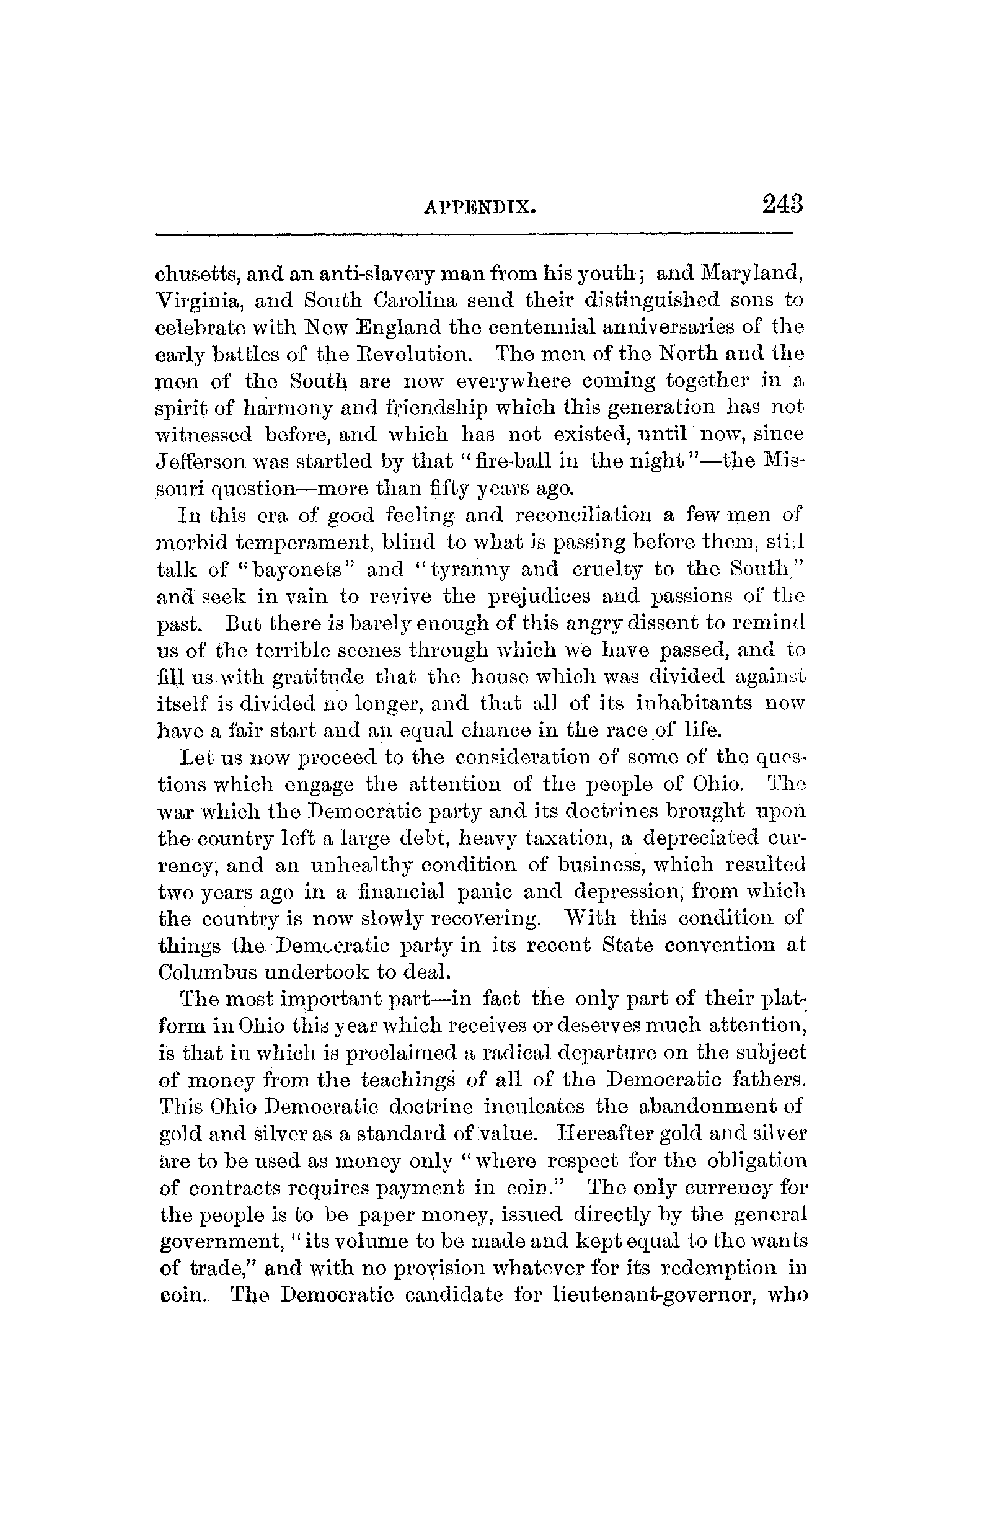 APPENDIX. 243
chusetts, and an anti-slavery man from his youth; and Maryland,
Virginia, and South Carolina send their distinguished sons to
celebrate with New England the centennial anniversaries of the
early battles of the Revolution. The men of the North and the
men of the South are now everywhere coming together in a
spirit of harmony and friendship which this generation has not
witnessed before, and which has not existed, until now, since
Jefferson was startled by that "fire-ball in the night"—the Mis-
souri question—more than fifty years ago.
In this era of good feeling and reconciliation a few men of
morbid temperament, blind to what is passing before them, still
talk of "bayonets" and "tyranny and cruelty to the South,"
and seek in vain to revive the prejudices and passions of the
past. But there is barely enough of this angry dissent to remind
us of the terrible scenes through which we have passed, and to
fill us with gratitude that the house which was divided against
itself is divided no longer, and that all of its inhabitants now
have a fair start and an equal chance in the race of life.
Let us now proceed to the consideration of some of the ques-
tions which engage the attention of the people of Ohio. The
war which the Democratic party and its doctrines brought upon
the country left a large debt, heavy taxation, a depreciated cur-
rency, and an unhealthy condition of business, which resulted
two years ago in a financial panic and depression, from which
the country is now slowly recovering. With this condition of
things the Democratic party in its recent State convention at
Columbus undertook to deal.
The most important part—in fact the only part of their plat-
form in Ohio this year which receives or deserves much attention,
is that in which is proclaimed a radical departure on the subject
of money from the teachings of all of the Democratic fathers.
This Ohio Democratic doctrine inculcates the abandonment of
gold and silver as a standard of value. Hereafter gold and silver
are to be used as money only "where respect for the obligation
of contracts requires payment in coin." The only currency for
the people is to be paper money, issued directly by the general
government, "its volume to be made and kept equal to the wants
of trade," and with no provision whatever for its redemption in
coin. The Democratic candidate for lieutenant-governor, who